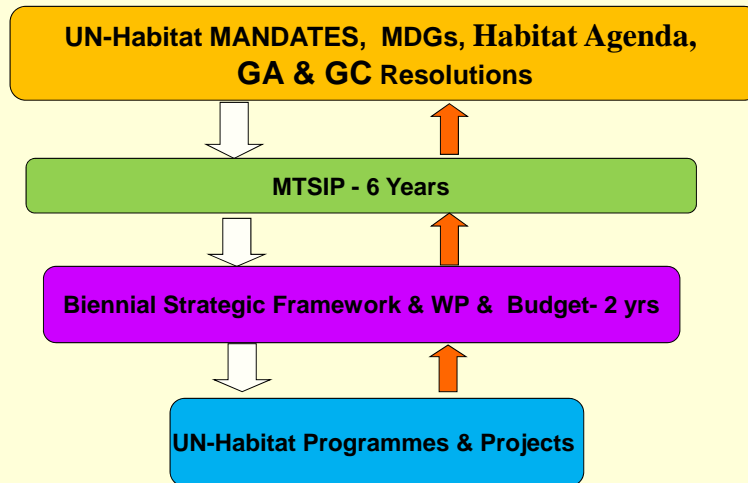 UN-Habitat MANDATES, MDGs, Habitat Agenda,
GA & GC Resolutions
MTSIP - 6 Years
Biennial Strategic Framework & WP & Budget- 2 yrs
UN-Habitat Programmes & Projects